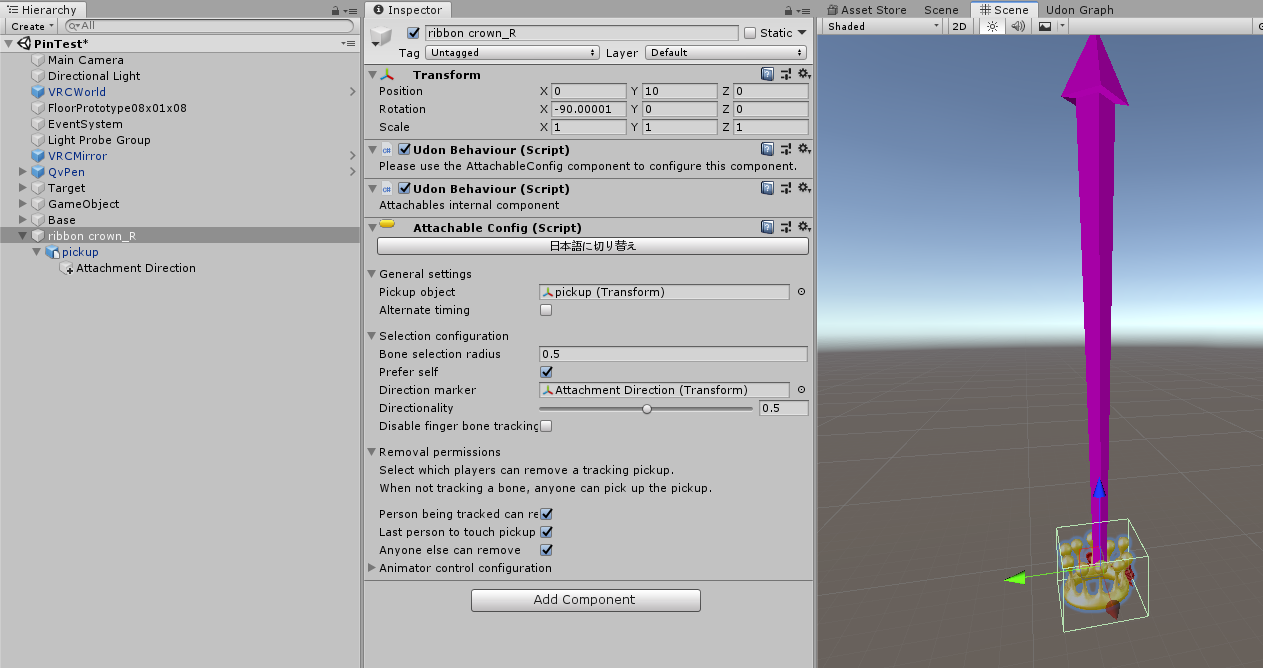 Hierarchy
Create
All
PinTest*
Main Camera
Directional Light
VRCWorld
FloorPrototype08x01x08
EventSystem
Light Probe Group
VRCMirror
QvPen
Target
GameObject
Base
ribbon crown_R
pickup
Attachment Direction
Inspector
ribbon crown_R
Static
Tag Untagged Layer Default
Transform
Position X 0 Y 10 Z 0
Rotation X -90.00001 Y 0 Z 0
Scale X 1 Y 1 Z 1
Udon Behaviour (Script)
Please use the AttachableConfig component to configure this component.
Udon Behaviour (Script)
Attachables internal component
Attachable Config (Script)
日本語に切り替え
General settings
Pickup object pickup (Transform)
Alternate timing
Selection configuration
Bone selection radius 0.5
Prefer self
Direction marker Attachment Direction (Transform)
Directionality 0.5
Disable finger bone tracking
Removal permissions
Select which players can remove a tracking pickup.
When not tracking a bone, anyone can pick up the pickup.
Person being tracked can re
Last person to touch pickup
Anyone else can remove
Animator control configuration
Add Component
Asset Store Scene Scene Udon Graph
Shaded 2D